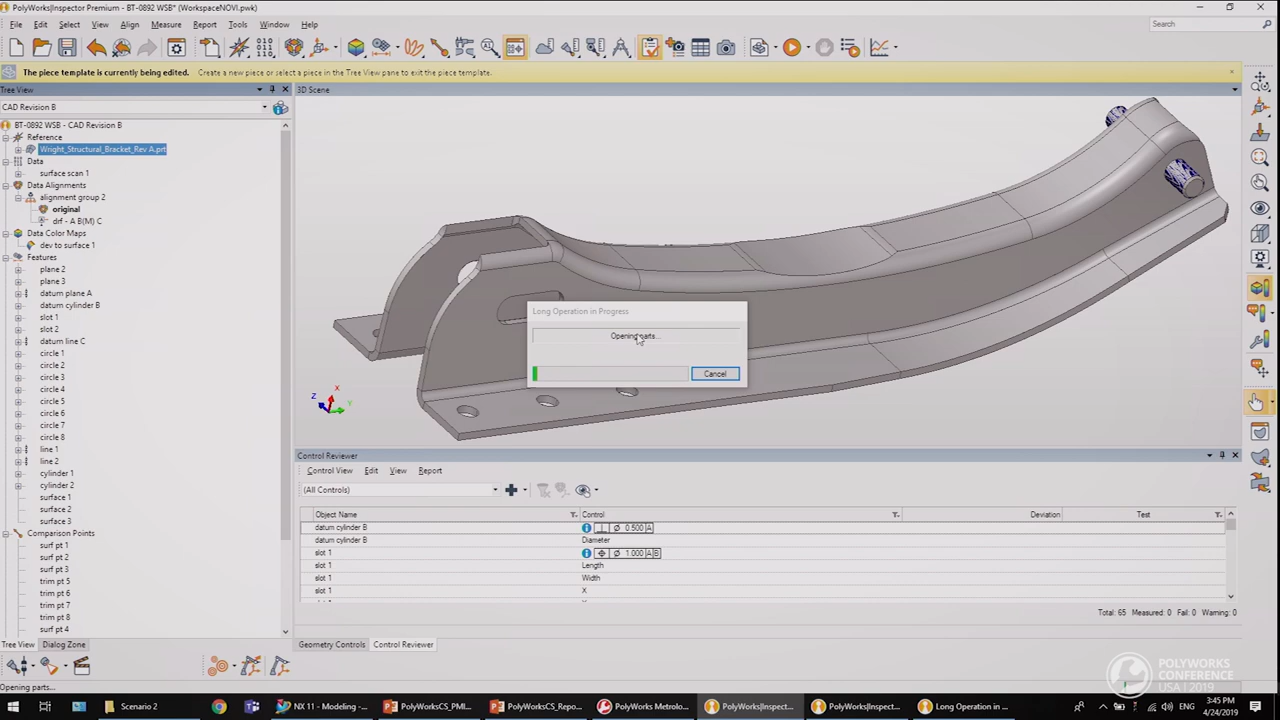 PolyWorks|Inspector Premium - BT-0892 WSB* (WorkspaceNOVI.pwk)
File Edit Select View Align Measure Report Tools Window Help
Search
The piece template is currently being edited. Create a new piece or select a piece in the Tree View pane to exit the piece template.
Tree View
3D Scene
CAD Revision B
BT-0892 WSB - CAD Revision B
Reference
Wright_Structural_Bracket_Rev A.prt
Data
surface scan 1
Data Alignments
alignment group 2
original
drf - A B(M) C
Data Color Maps
dev to surface 1
Features
plane 2
plane 3
datum plane A
datum cylinder B
slot 1
slot 2
datum line C
circle 1
circle 2
circle 3
circle 4
circle 5
circle 6
circle 7
circle 8
line 1
line 2
cylinder 1
cylinder 2
surface 1
surface 2
surface 3
Comparison Points
surf pt 1
surf pt 2
surf pt 3
trim pt 5
trim pt 6
trim pt 7
trim pt 8
surf pt 4
Tree View Dialog Zone
Opening parts...
Long Operation in Progress
Opening parts...
Cancel
X
Z
Y
Control Reviewer
Control View Edit View Report
(All Controls)
Object Name Control Deviation Test
datum cylinder B ⟂ Ø 0.500 A
datum cylinder B Diameter
slot 1 ⌖ Ø 1.000 A B
slot 1 Length
slot 1 Width
slot 1 X
Total: 65 Measured: 0 Fail: 0 Warning: 0
Geometry Controls Control Reviewer
POLYWORKS
CONFERENCE
USA | 2019
Scenario 2
NX 11 - Modeling -...
PolyWorksCS_PMI...
PolyWorksCS_Repo...
PolyWorks Metrolo...
PolyWorks|Inspect...
PolyWorks|Inspect...
Long Operation in ...
3:45 PM
4/24/2019